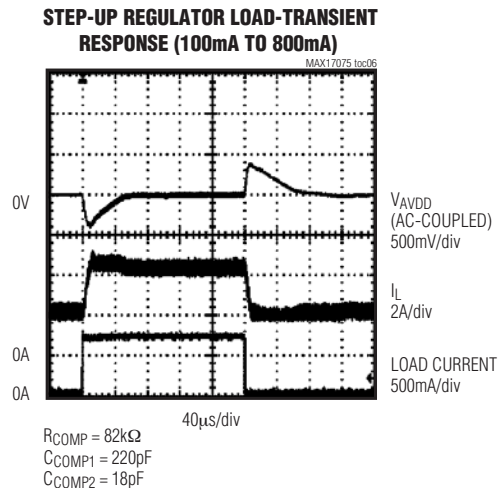 STEP-UP REGULATOR LOAD-TRANSIENT
RESPONSE (100mA TO 800mA)
MAX17075 toc06
0V
VAVDD
(AC-COUPLED)
500mV/div
IL
2A/div
0A
LOAD CURRENT
500mA/div
0A
40μs/div
RCOMP = 82kΩ
CCOMP1 = 220pF
CCOMP2 = 18pF